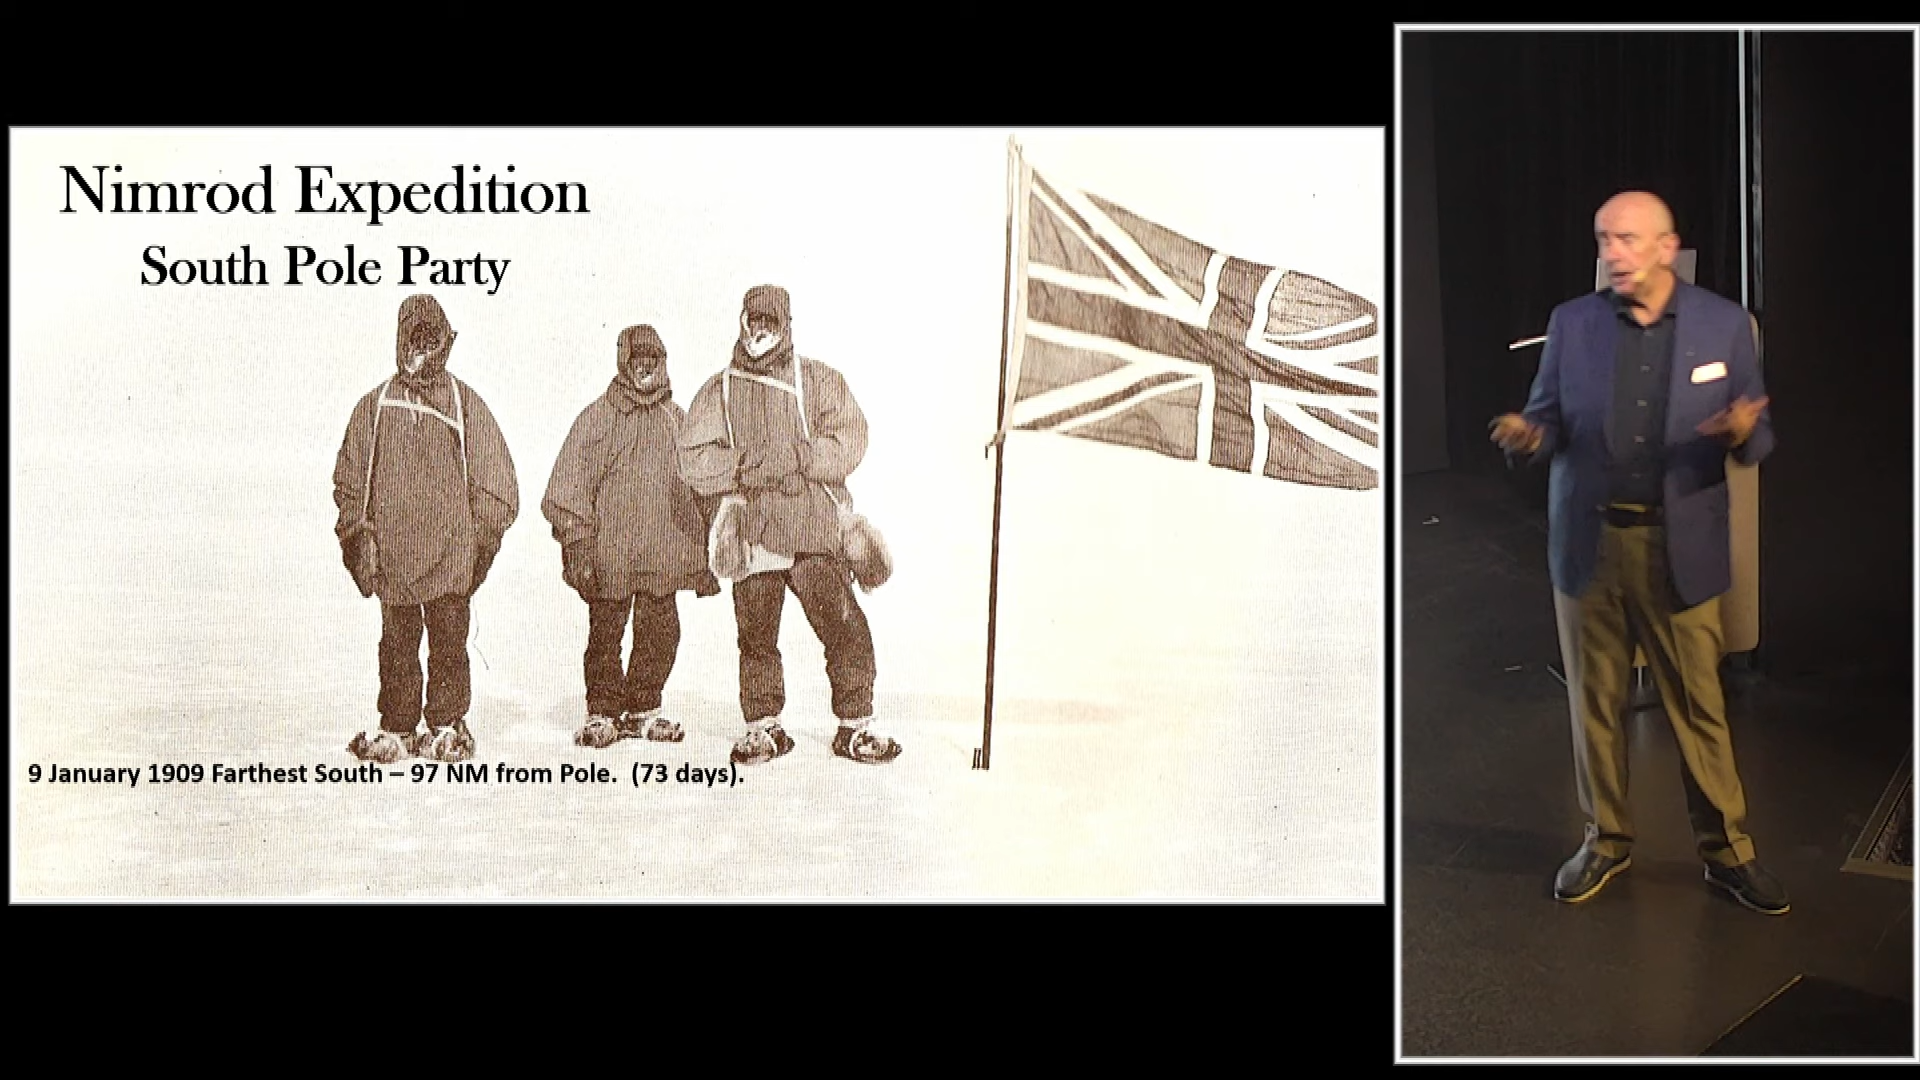 Nimrod Expedition
South Pole Party
9 January 1909 Farthest South – 97 NM from Pole. (73 days).